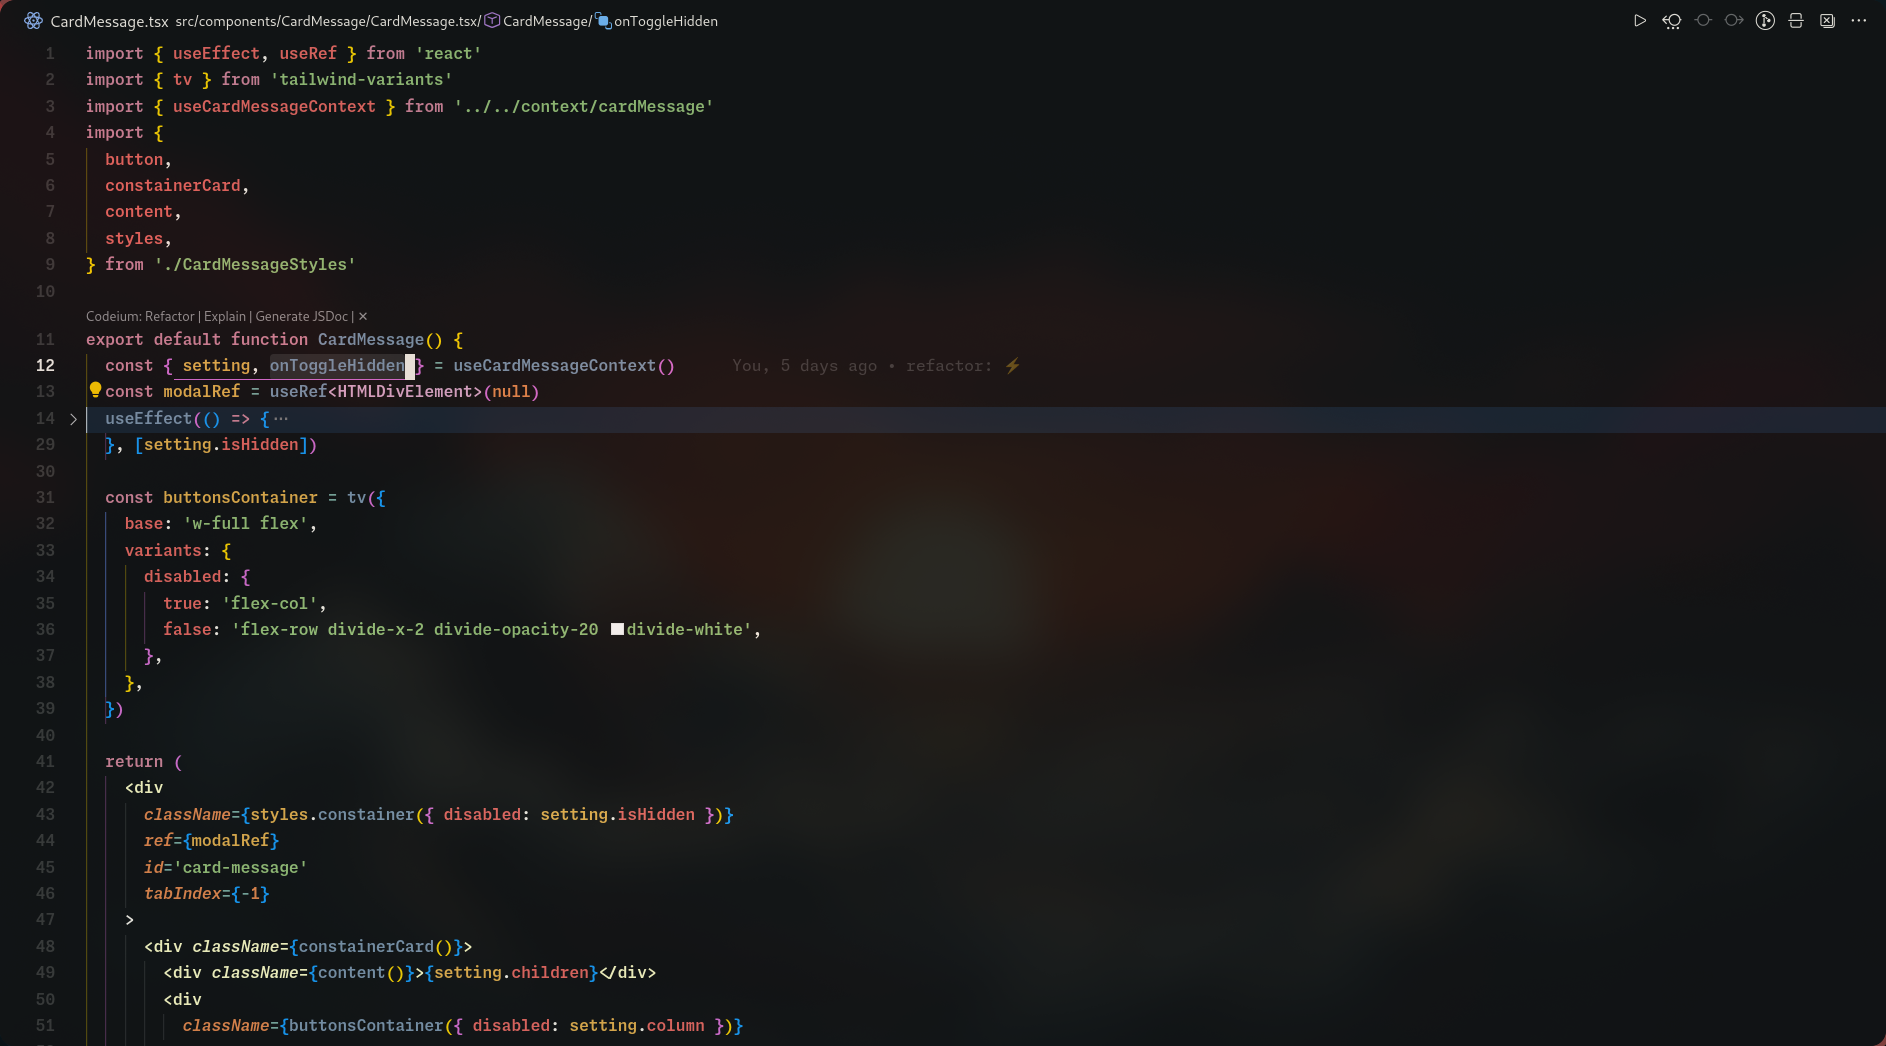 CardMessage.tsx src/components/CardMessage/CardMessage.tsx/CardMessage/onToggleHidden
1 import { useEffect, useRef } from 'react'
2 import { tv } from 'tailwind-variants'
3 import { useCardMessageContext } from '../../context/cardMessage'
4 import {
5 button,
6 constainerCard,
7 content,
8 styles,
9 } from './CardMessageStyles'
10
Codeium: Refactor | Explain | Generate JSDoc | ✕
11 export default function CardMessage() {
12 const { setting, onToggleHidden } = useCardMessageContext() You, 5 days ago • refactor: ⚡
13 const modalRef = useRef<HTMLDivElement>(null)
14 useEffect(() => { ⋯
29 }, [setting.isHidden])
30
31 const buttonsContainer = tv({
32 base: 'w-full flex',
33 variants: {
34 disabled: {
35 true: 'flex-col',
36 false: 'flex-row divide-x-2 divide-opacity-20 divide-white',
37 },
38 },
39 })
40
41 return (
42 <div
43 className={styles.constainer({ disabled: setting.isHidden })}
44 ref={modalRef}
45 id='card-message'
46 tabIndex={-1}
47 >
48 <div className={constainerCard()}>
49 <div className={content()}>{setting.children}</div>
50 <div
51 className={buttonsContainer({ disabled: setting.column })}